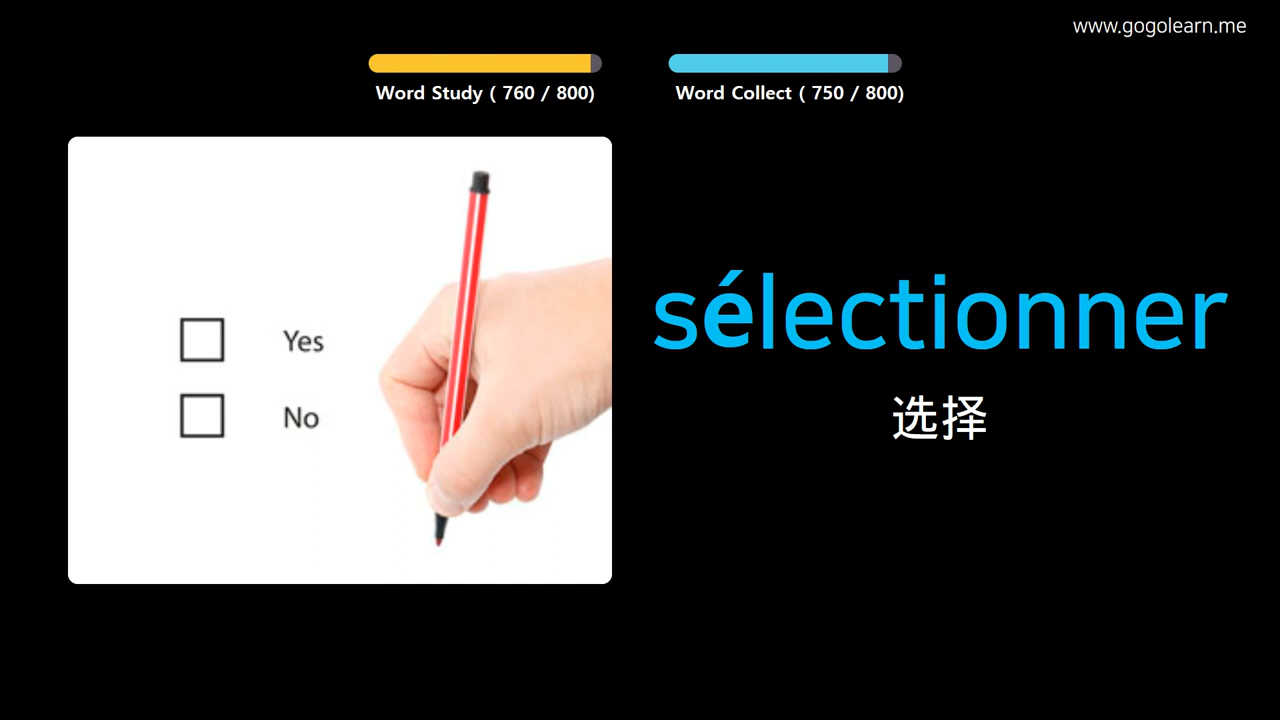 www.gogolearn.me
Word Study ( 760 / 800)
Word Collect ( 750 / 800)
Yes
No
sélectionner
选择